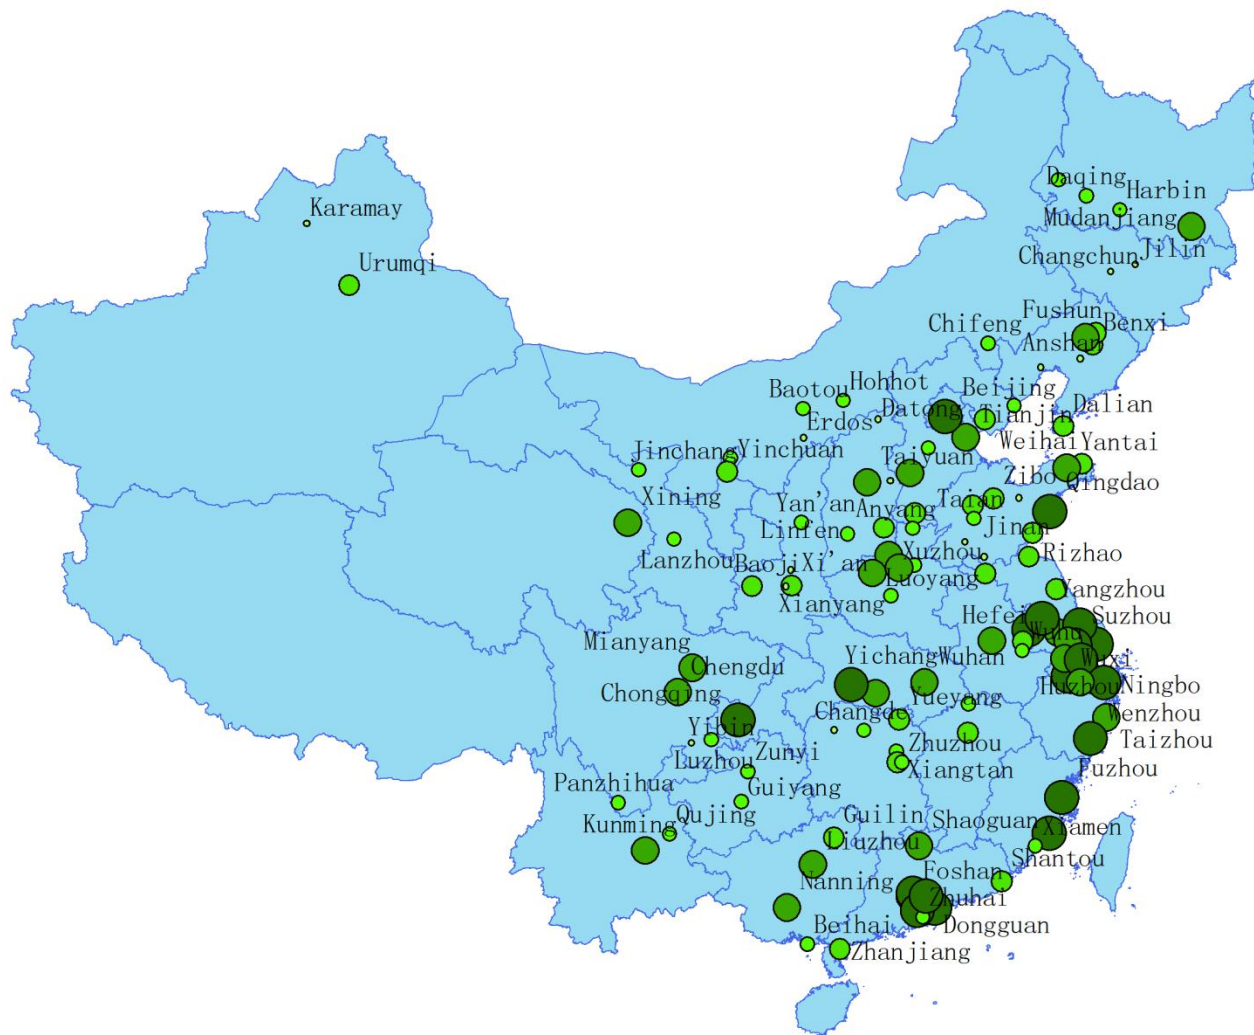 Daqing
Harbin
Mudanjiang
Karamay
Changchun
Jilin
Urumqi
Fushun
Chifeng
Benxi
Anshan
Baotou
Hohhot
Beijing
Erdos
Datong
Tianjin
Dalian
Jinchang
Yinchuan
Taiyuan
Weihai
Yantai
Zibo
Qingdao
Xining
Yan'an
Anyang
Taian
Linfen
Jinan
Lanzhou
Baoji
Xi'an
Xuzhou
Rizhao
Luoyang
Xianyang
Yangzhou
Hefei
Suzhou
Wuhu
Mianyang
Chengdu
Yichang
Wuhan
Wuxi
Chongqing
Yueyang
Huzhou
Ningbo
Changde
Wenzhou
Yibin
Zhuzhou
Taizhou
Luzhou
Zunyi
Xiangtan
Fuzhou
Panzhihua
Guiyang
Kunming
Qujing
Guilin
Shaoguan
Xiamen
Liuzhou
Shantou
Nanning
Foshan
Zhuhai
Beihai
Dongguan
Zhanjiang